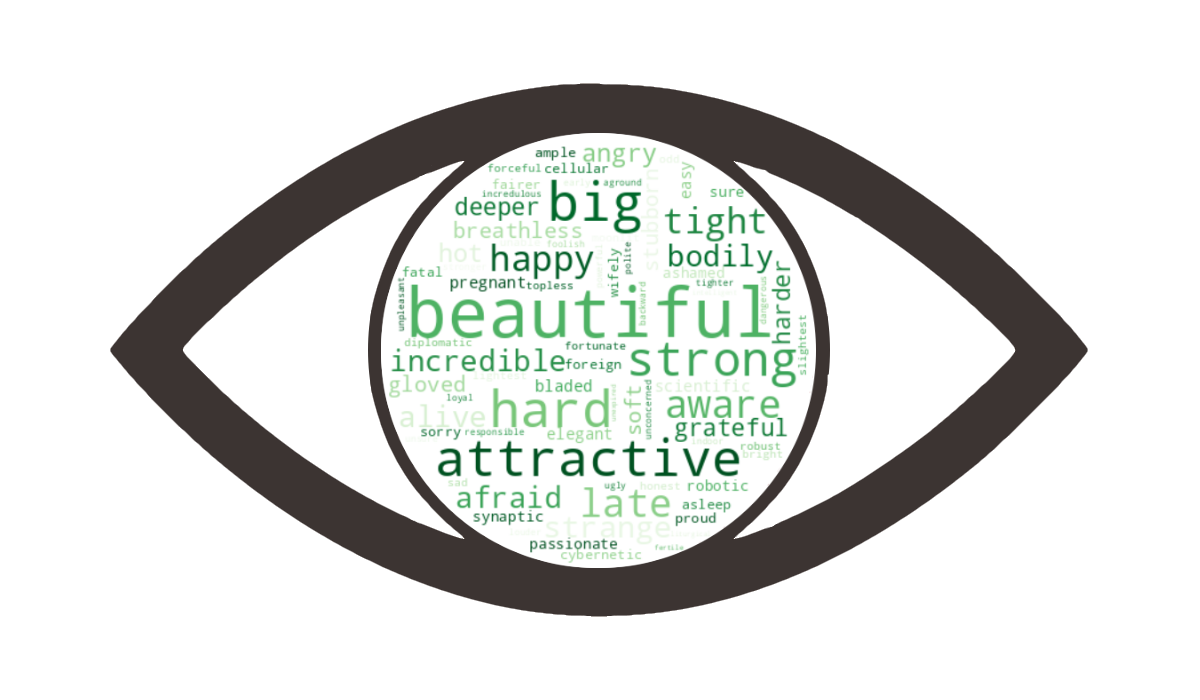 ample angry odd
forceful cellular easy
fairer early aground
incredulous sure
deeper big stubborn tight
breathless foolish
hot happy polite bodily
wifely
fatal ashamed
pregnant topless tighter
unpleasant beautiful backward dangerous harder
diplomatic fortunate slightest
incredible foreign strong
gloved lightest bladed scientific
loyal soft unconcerned aware
alive hard
sorry responsible elegant grateful
indoor robust
attractive bright
sad ugly honest robotic
afraid late asleep
synaptic proud
strange
passionate fertile
cybernetic